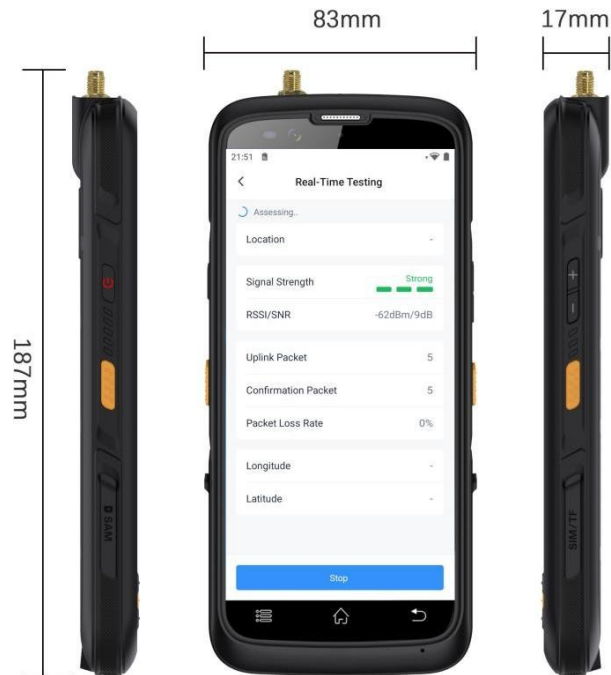 83mm
17mm
187mm
21:51
Real-Time Testing
Assessing..
Location -
Signal Strength Strong
RSSI/SNR -62dBm/9dB
Uplink Packet 5
Confirmation Packet 5
Packet Loss Rate 0%
Longitude -
Latitude -
Stop
SAM
SIM/TF